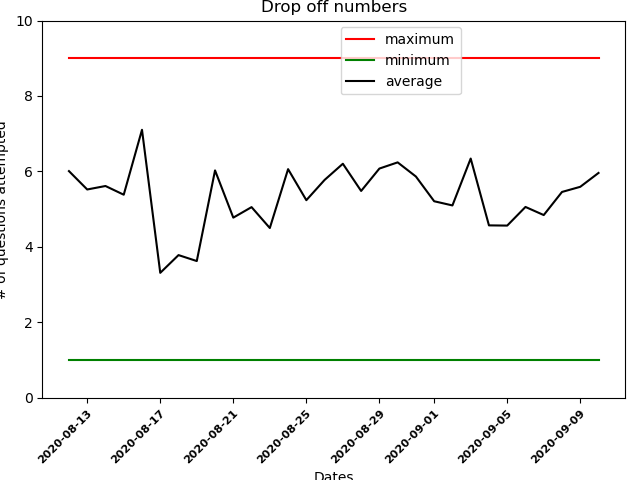 Drop off numbers
maximum
minimum
average
# of questions attempted
10
8
6
4
2
0
2020-08-13
2020-08-17
2020-08-21
2020-08-25
2020-08-29
2020-09-01
2020-09-05
2020-09-09
Dates